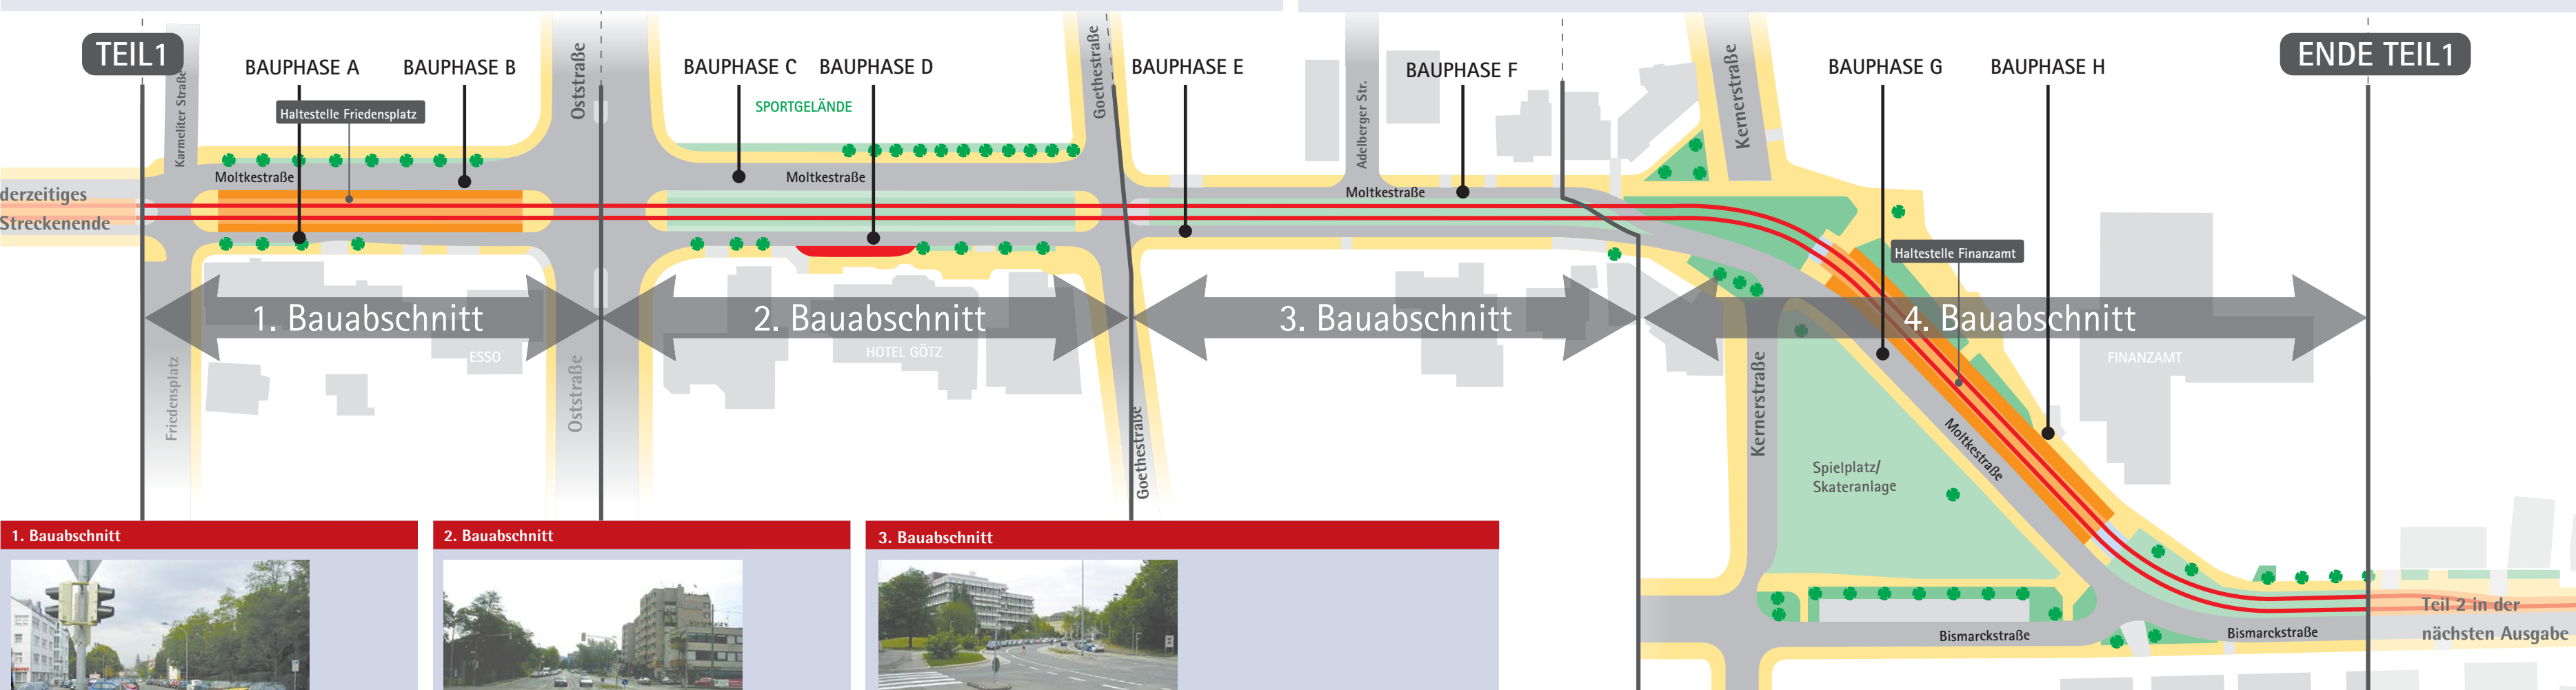 TEIL1
ENDE TEIL1
BAUPHASE A
BAUPHASE B
BAUPHASE C
BAUPHASE D
BAUPHASE E
BAUPHASE F
BAUPHASE G
BAUPHASE H
Karmeliter Straße
Haltestelle Friedensplatz
Oststraße
SPORTGELÄNDE
Goethestraße
Adelberger Str.
Kernerstraße
derzeitiges
Streckenende
Moltkestraße
Moltkestraße
Moltkestraße
Haltestelle Finanzamt
1. Bauabschnitt
2. Bauabschnitt
3. Bauabschnitt
4. Bauabschnitt
ESSO
HOTEL GÖTZ
FINANZAMT
Friedensplatz
Oststraße
Goethestraße
Kernerstraße
Moltkestraße
Spielplatz/
Skateranlage
Bismarckstraße
Bismarckstraße
Teil 2 in der
nächsten Ausgabe
1. Bauabschnitt
2. Bauabschnitt
3. Bauabschnitt